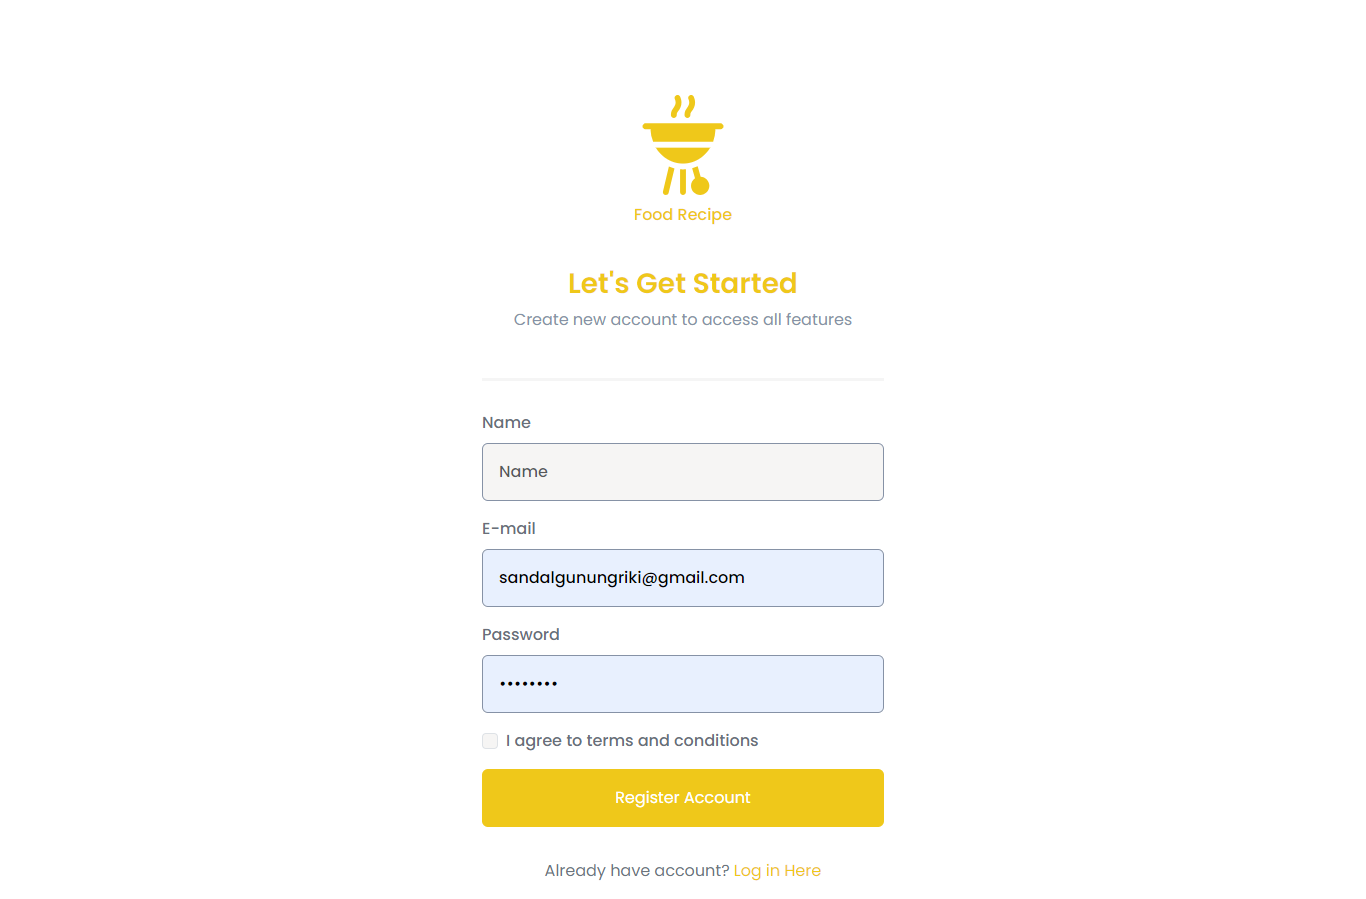 Food Recipe
Let's Get Started
Create new account to access all features
Name
Name
E-mail
sandalgunungriki@gmail.com
Password
••••••••
I agree to terms and conditions
Register Account
Already have account? Log in Here